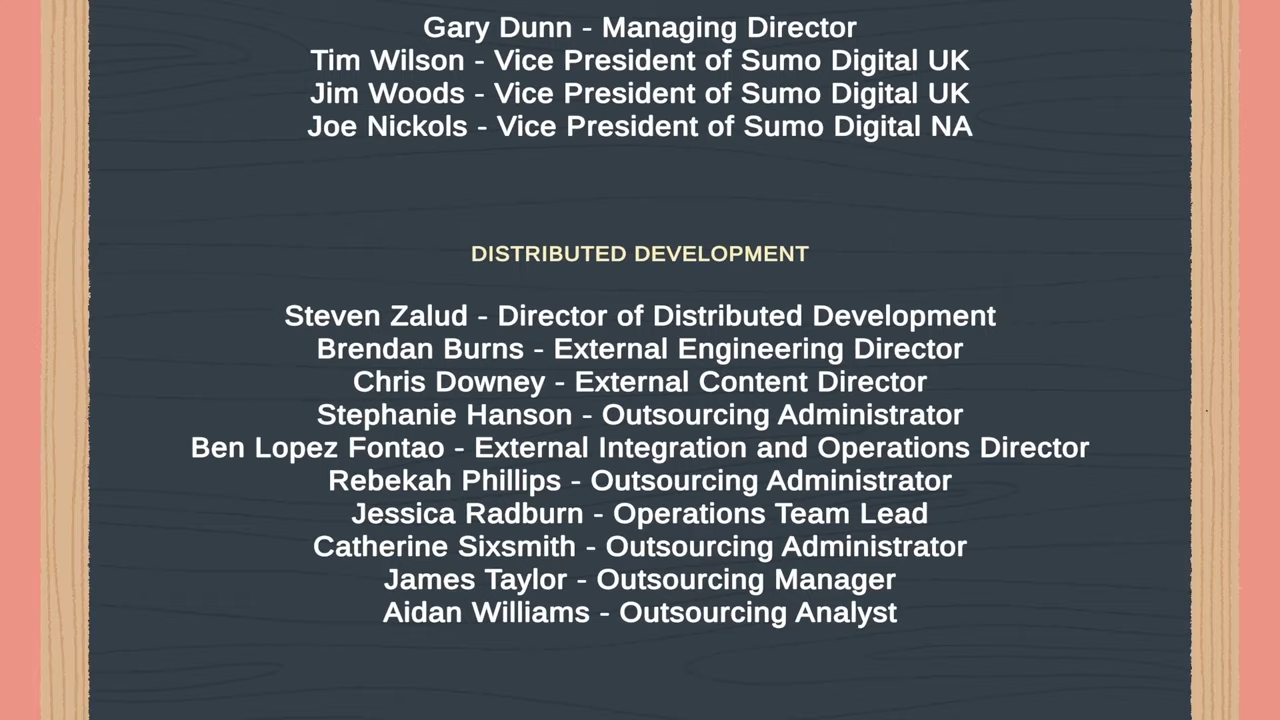 Gary Dunn - Managing Director
Tim Wilson - Vice President of Sumo Digital UK
Jim Woods - Vice President of Sumo Digital UK
Joe Nickols - Vice President of Sumo Digital NA
DISTRIBUTED DEVELOPMENT
Steven Zalud - Director of Distributed Development
Brendan Burns - External Engineering Director
Chris Downey - External Content Director
Stephanie Hanson - Outsourcing Administrator
Ben Lopez Fontao - External Integration and Operations Director
Rebekah Phillips - Outsourcing Administrator
Jessica Radburn - Operations Team Lead
Catherine Sixsmith - Outsourcing Administrator
James Taylor - Outsourcing Manager
Aidan Williams - Outsourcing Analyst